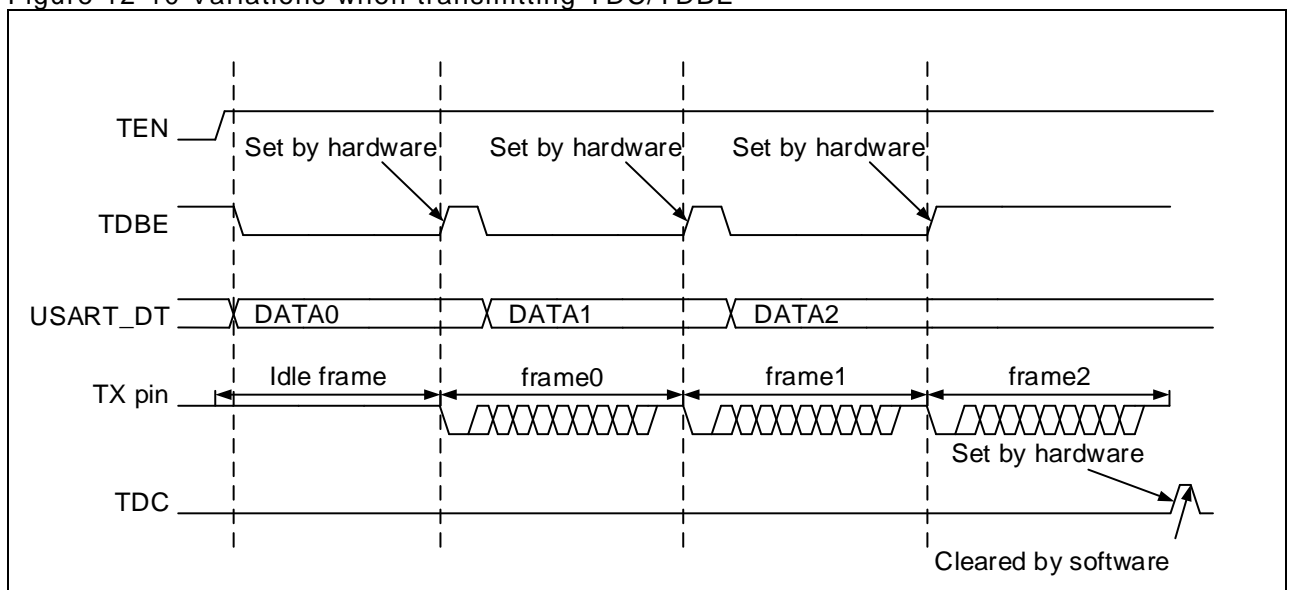 Figure 12-10 Variations when transmitting TDC/TDBE
TEN
Set by hardware Set by hardware Set by hardware
TDBE
USART_DT DATA0 DATA1 DATA2
Idle frame frame0 frame1 frame2
TX pin
Set by hardware
TDC
Cleared by software